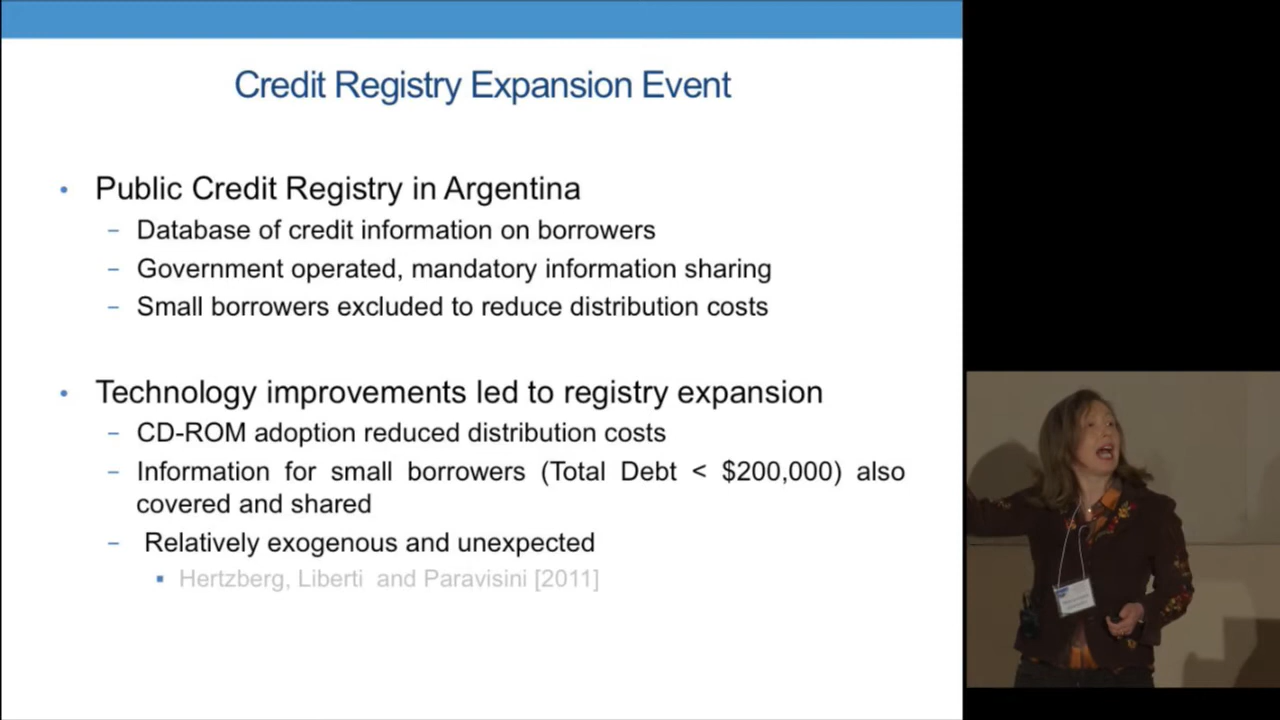 Credit Registry Expansion Event
• Public Credit Registry in Argentina
– Database of credit information on borrowers
– Government operated, mandatory information sharing
– Small borrowers excluded to reduce distribution costs
• Technology improvements led to registry expansion
– CD-ROM adoption reduced distribution costs
– Information for small borrowers (Total Debt < $200,000) also
covered and shared
– Relatively exogenous and unexpected
▪ Hertzberg, Liberti and Paravisini [2011]